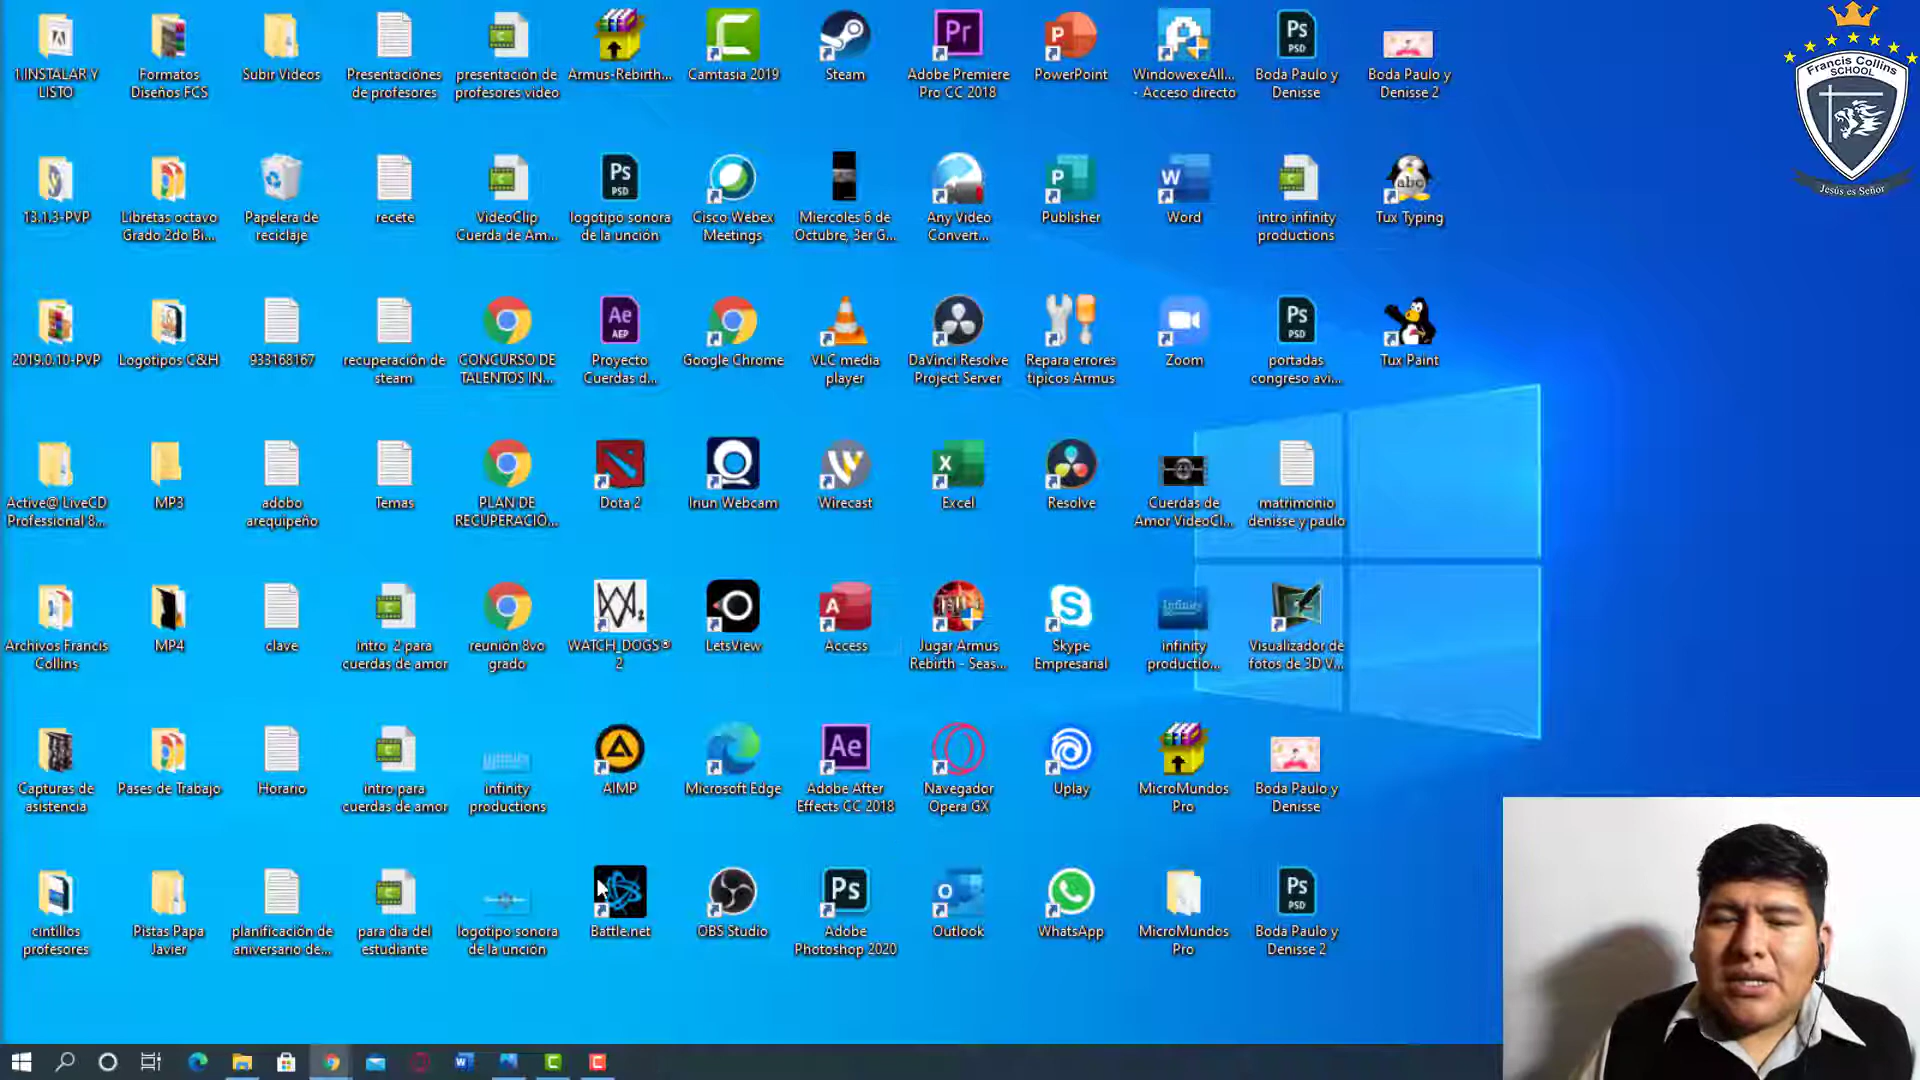 1.INSTALAR Y
LISTO
Formatos
Diseños FCS
Subir Videos
Presentaciónes
de profesores
presentación de
profesores video
Armus-Rebirth...
Camtasia 2019
Steam
Adobe Premiere
Pro CC 2018
PowerPoint
WindowexeAll...
- Acceso directo
Boda Paulo y
Denisse
Boda Paulo y
Denisse 2
Francis Collins
SCHOOL
Jesús es Señor
13.1.3-PVP
Libretas octavo
Grado 2do Bi...
Papelera de
reciclaje
recete
VideoClip
Cuerda de Am...
logotipo sonora
de la unción
Cisco Webex
Meetings
Miercoles 6 de
Octubre, 3er G...
Any Video
Convert...
Publisher
Word
intro infinity
productions
Tux Typing
2019.0.10-PVP
Logotipos C&H
933168167
recuperación de
steam
CONCURSO DE
TALENTOS IN...
Proyecto
Cuerdas d...
Google Chrome
VLC media
player
DaVinci Resolve
Project Server
Repara errores
tipicos Armus
Zoom
portadas
congreso avi...
Tux Paint
Active@ LiveCD
Professional 8...
MP3
adobo
arequipeño
Temas
PLAN DE
RECUPERACIÓ...
Dota 2
Iriun Webcam
Wirecast
Excel
Resolve
Cuerdas de
Amor VideoCl...
matrimonio
denisse y paulo
Archivos Francis
Collins
MP4
clave
intro 2 para
cuerdas de amor
reunión 8vo
grado
WATCH_DOGS®
2
LetsView
Access
Jugar Armus
Rebirth - Seas...
Skype
Empresarial
infinity
productio...
Visualizador de
fotos de 3D V...
Capturas de
asistencia
Pases de Trabajo
Horario
intro para
cuerdas de amor
infinity
productions
AIMP
Microsoft Edge
Adobe After
Effects CC 2018
Navegador
Opera GX
Uplay
MicroMundos
Pro
Boda Paulo y
Denisse
cintillos
profesores
Pistas Papa
Javier
planificación de
aniversario de...
para dia del
estudiante
logotipo sonora
de la unción
Battle.net
OBS Studio
Adobe
Photoshop 2020
Outlook
WhatsApp
MicroMundos
Pro
Boda Paulo y
Denisse 2